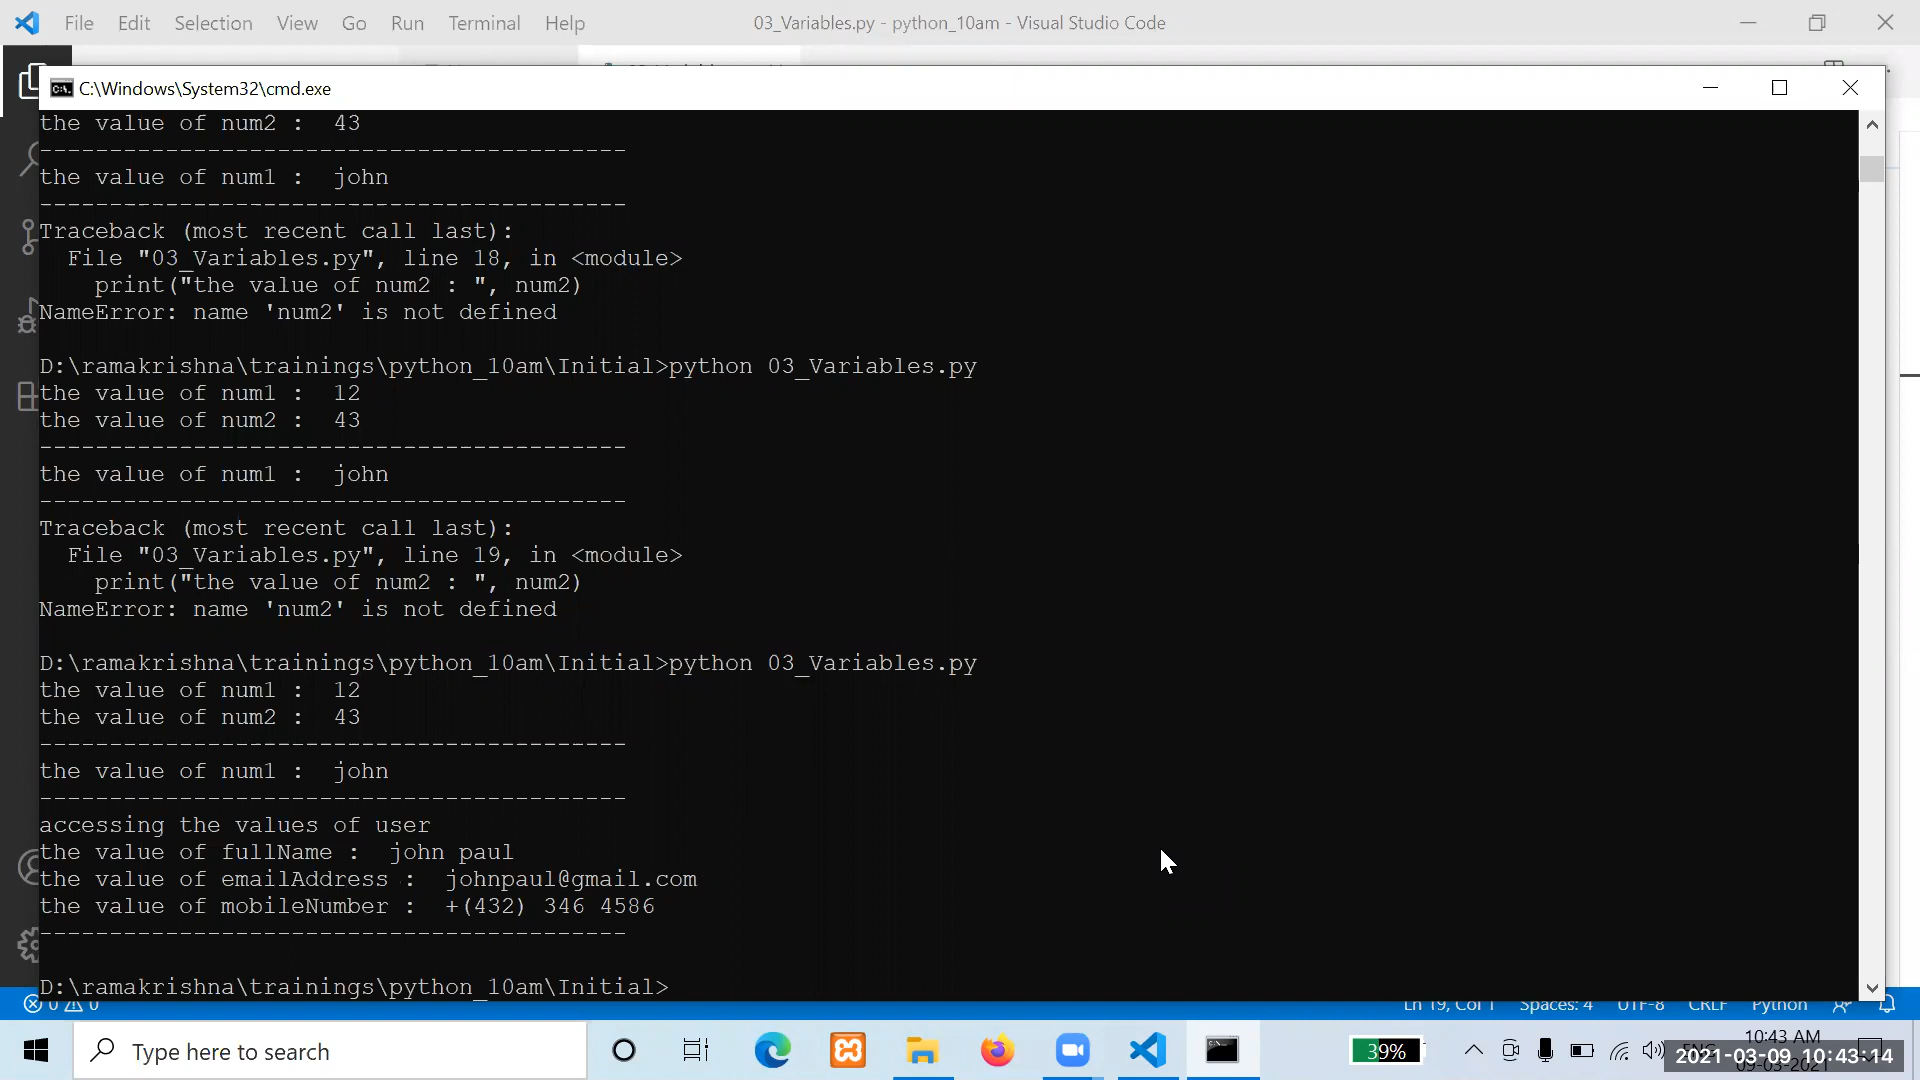 File Edit Selection View Go Run Terminal Help 03_Variables.py - python_10am - Visual Studio Code
C:\Windows\System32\cmd.exe
the value of num2 :  43
------------------------------------------
the value of num1 :  john
------------------------------------------
Traceback (most recent call last):
  File "03_Variables.py", line 18, in <module>
    print("the value of num2 : ", num2)
NameError: name 'num2' is not defined
D:\ramakrishna\trainings\python_10am\Initial>python 03_Variables.py
the value of num1 :  12
the value of num2 :  43
------------------------------------------
the value of num1 :  john
------------------------------------------
Traceback (most recent call last):
  File "03_Variables.py", line 19, in <module>
    print("the value of num2 : ", num2)
NameError: name 'num2' is not defined
D:\ramakrishna\trainings\python_10am\Initial>python 03_Variables.py
the value of num1 :  12
the value of num2 :  43
------------------------------------------
the value of num1 :  john
------------------------------------------
accessing the values of user
the value of fullName :  john paul
the value of emailAddress :  johnpaul@gmail.com
the value of mobileNumber :  +(432) 346 4586
------------------------------------------
D:\ramakrishna\trainings\python_10am\Initial>
0 0 Ln 19, Col 1 Spaces: 4 UTF-8 CRLF Python
Type here to search 39% 10:43 AM
2021-03-09 10:43:14
09-03-2021